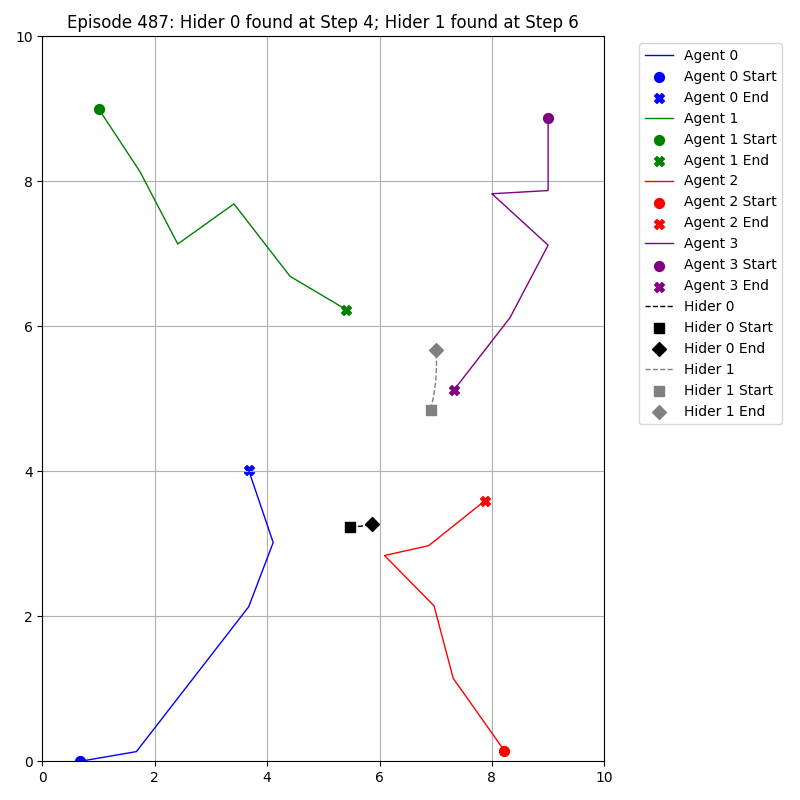 Episode 487: Hider 0 found at Step 4; Hider 1 found at Step 6
10
8
6
4
2
0
0 2 4 6 8 10
Agent 0
Agent 0 Start
Agent 0 End
Agent 1
Agent 1 Start
Agent 1 End
Agent 2
Agent 2 Start
Agent 2 End
Agent 3
Agent 3 Start
Agent 3 End
Hider 0
Hider 0 Start
Hider 0 End
Hider 1
Hider 1 Start
Hider 1 End